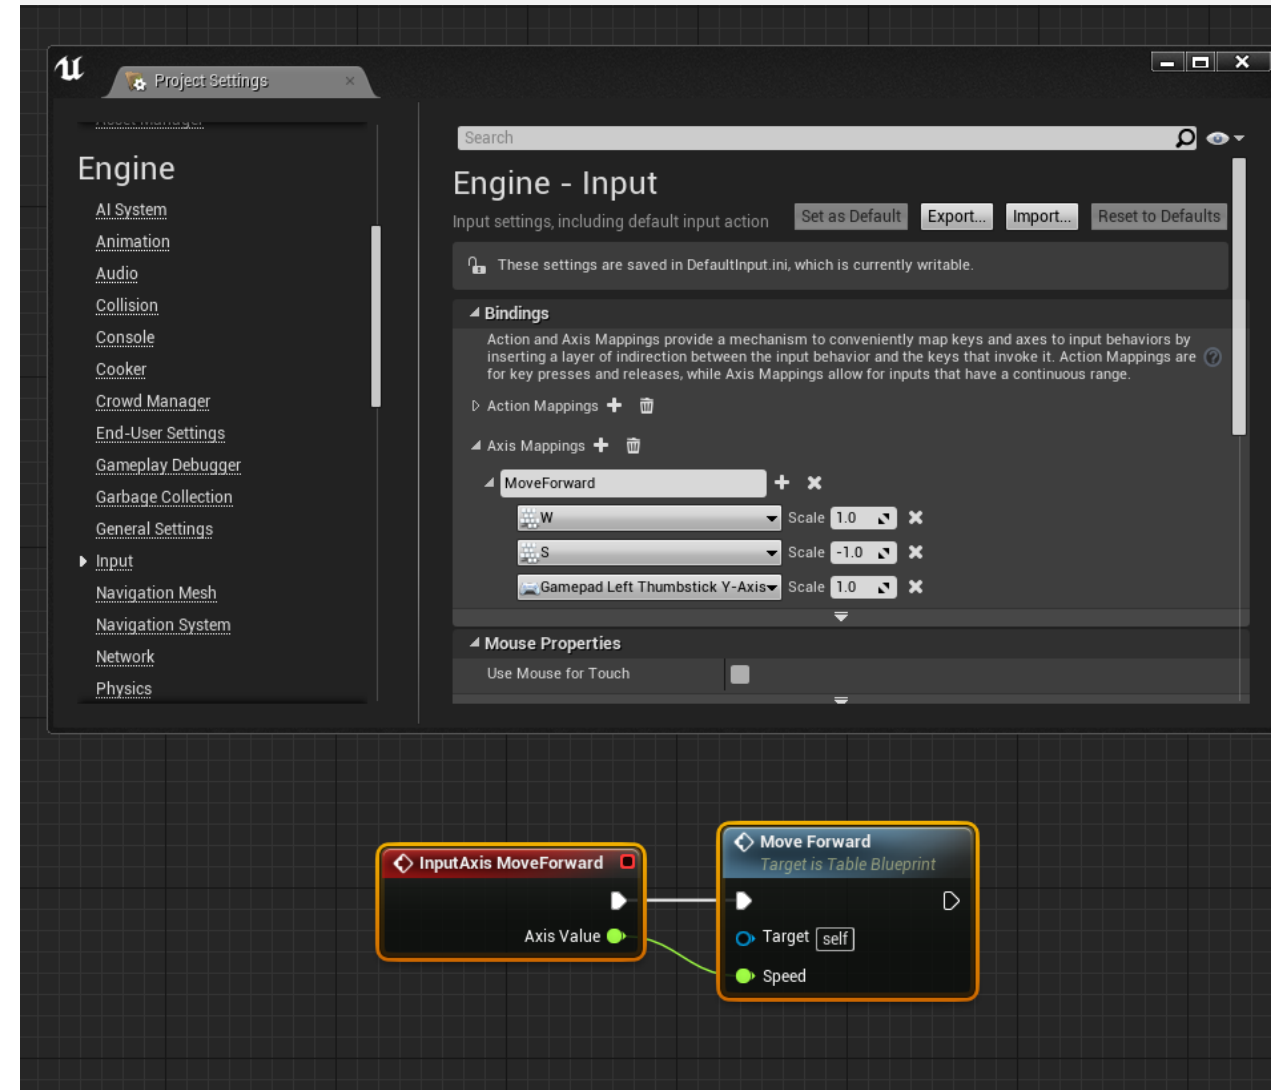 Project Settings
Asset Manager
Engine
AI System
Animation
Audio
Collision
Console
Cooker
Crowd Manager
End-User Settings
Gameplay Debugger
Garbage Collection
General Settings
Input
Navigation Mesh
Navigation System
Network
Physics
Search
Engine - Input
Input settings, including default input action
Set as Default
Export...
Import...
Reset to Defaults
These settings are saved in DefaultInput.ini, which is currently writable.
Bindings
Action and Axis Mappings provide a mechanism to conveniently map keys and axes to input behaviors by
inserting a layer of indirection between the input behavior and the keys that invoke it. Action Mappings are
for key presses and releases, while Axis Mappings allow for inputs that have a continuous range.
Action Mappings
Axis Mappings
MoveForward
W Scale 1.0
S Scale -1.0
Gamepad Left Thumbstick Y-Axis Scale 1.0
Mouse Properties
Use Mouse for Touch
InputAxis MoveForward
Axis Value
Move Forward
Target is Table Blueprint
Target self
Speed